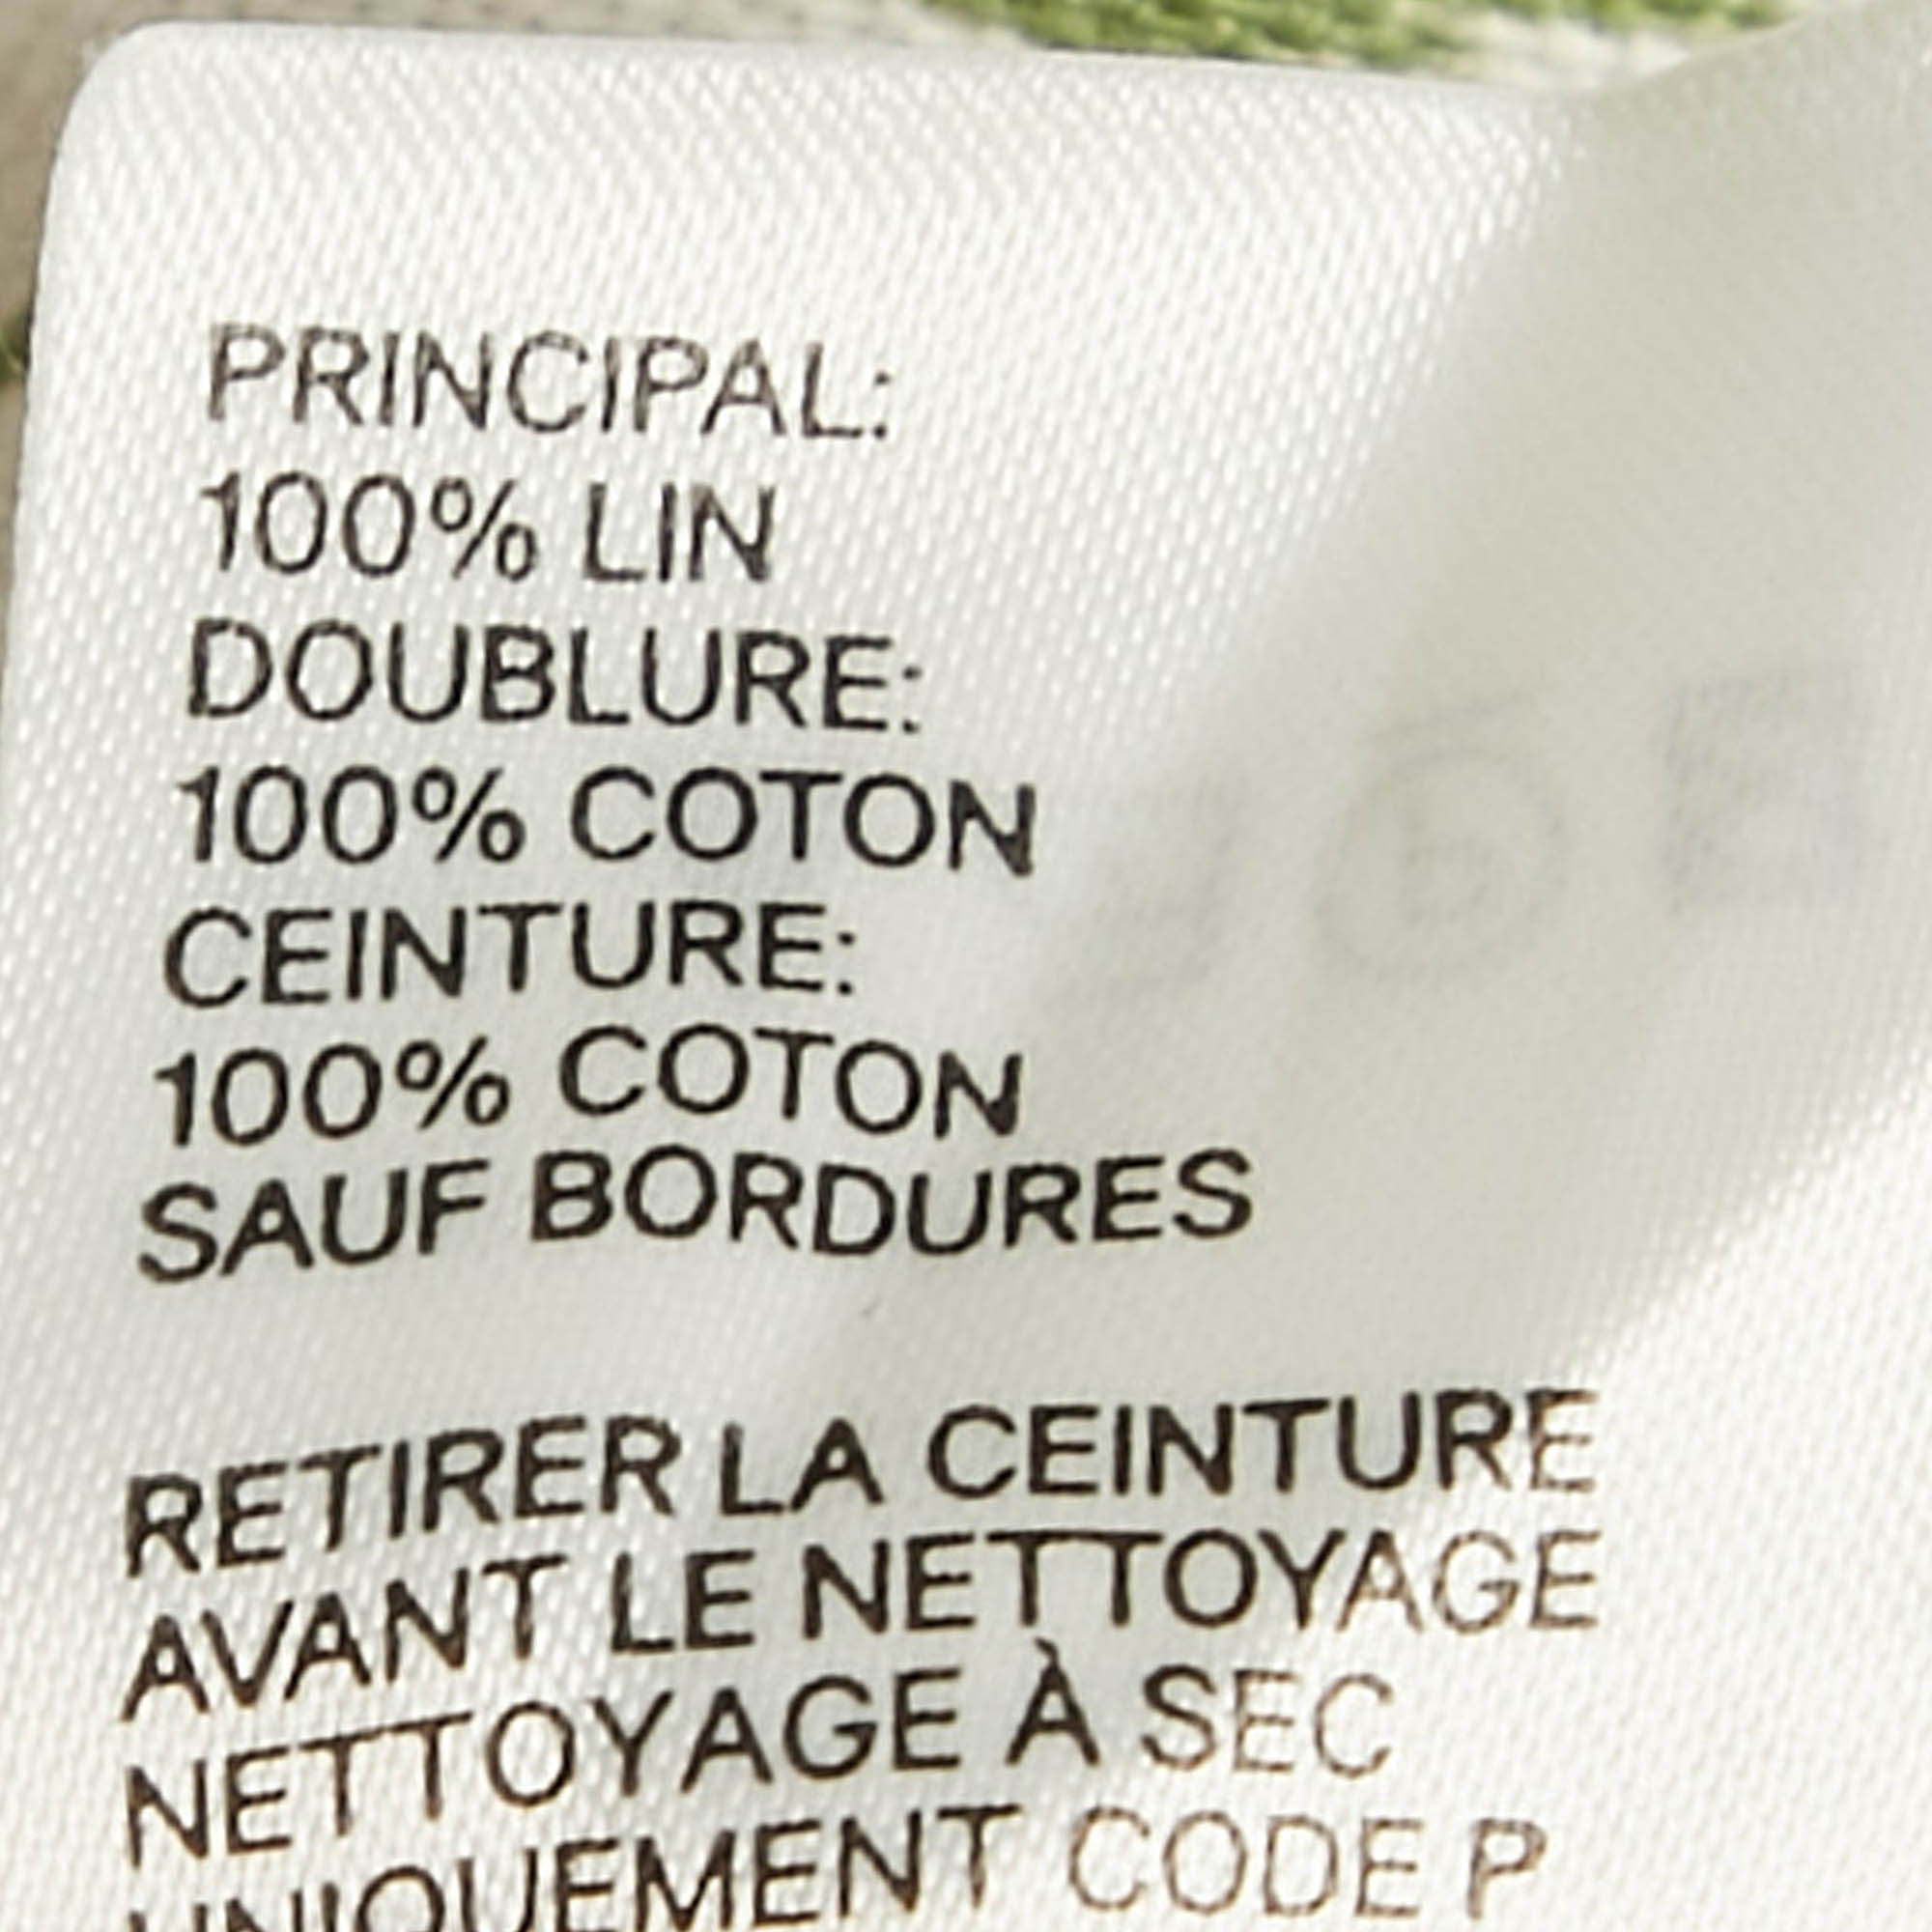 PRINCIPAL:
100% LIN
DOUBLURE:
100% COTON
CEINTURE:
100% COTON
SAUF BORDURES
RETIRER LA CEINTURE
AVANT LE NETTOYAGE
NETTOYAGE À SEC
UNIQUEMENT CODE P